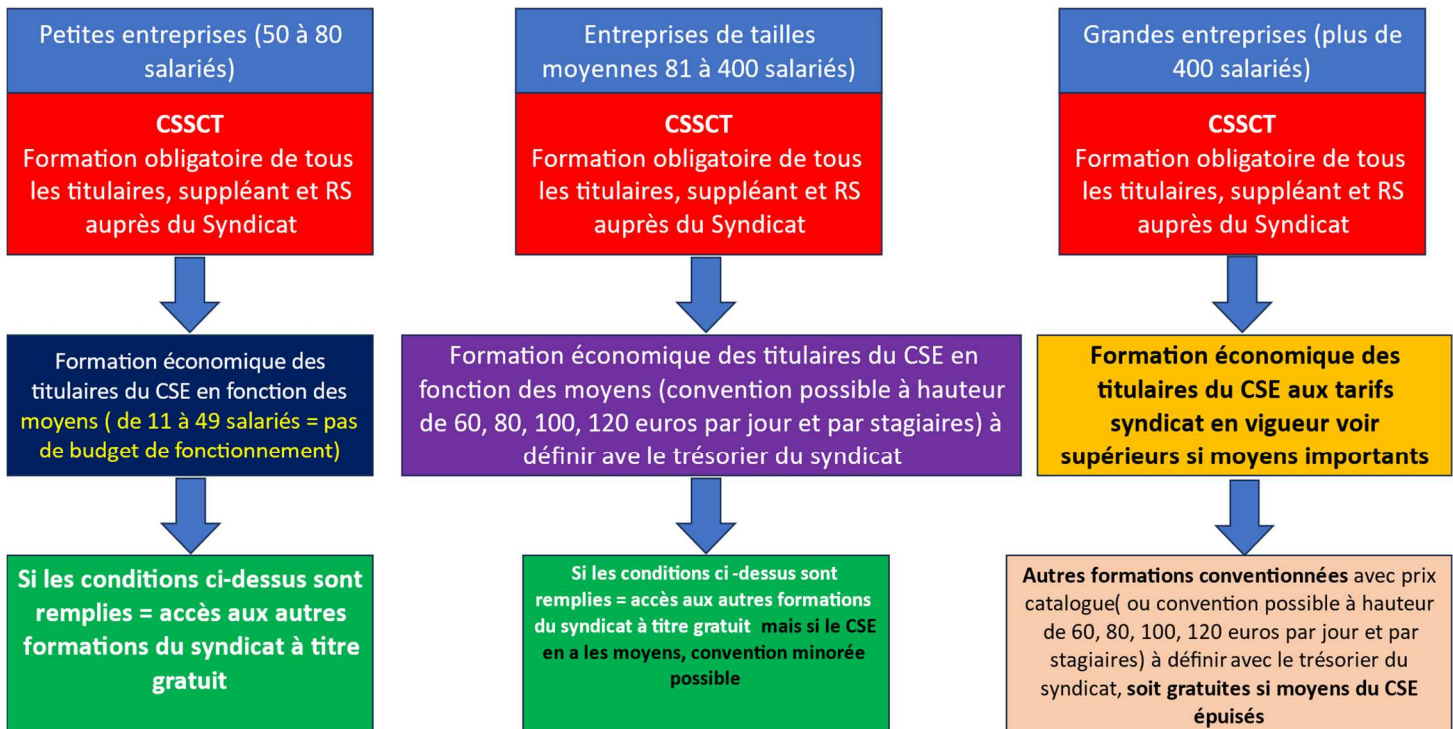 Petites entreprises (50 à 80
salariés)
CSSCT
Formation obligatoire de tous
les titulaires, suppléant et RS
auprès du Syndicat
Formation économique des
titulaires du CSE en fonction des
moyens ( de 11 à 49 salariés = pas
de budget de fonctionnement)
Si les conditions ci-dessus sont
remplies = accès aux autres
formations du syndicat à titre
gratuit
Entreprises de tailles
moyennes 81 à 400 salariés)
CSSCT
Formation obligatoire de tous
les titulaires, suppléant et RS
auprès du Syndicat
Formation économique des titulaires du CSE en
fonction des moyens (convention possible à hauteur
de 60, 80, 100, 120 euros par jour et par stagiaires) à
définir ave le trésorier du syndicat
Si les conditions ci -dessus sont
remplies = accès aux autres formations
du syndicat à titre gratuit mais si le CSE
en a les moyens, convention minorée
possible
Grandes entreprises (plus de
400 salariés)
CSSCT
Formation obligatoire de tous
les titulaires, suppléant et RS
auprès du Syndicat
Formation économique des
titulaires du CSE aux tarifs
syndicat en vigueur voir
supérieurs si moyens importants
Autres formations conventionnées avec prix
catalogue( ou convention possible à hauteur
de 60, 80, 100, 120 euros par jour et par
stagiaires) à définir avec le trésorier du
syndicat, soit gratuites si moyens du CSE
épuisés